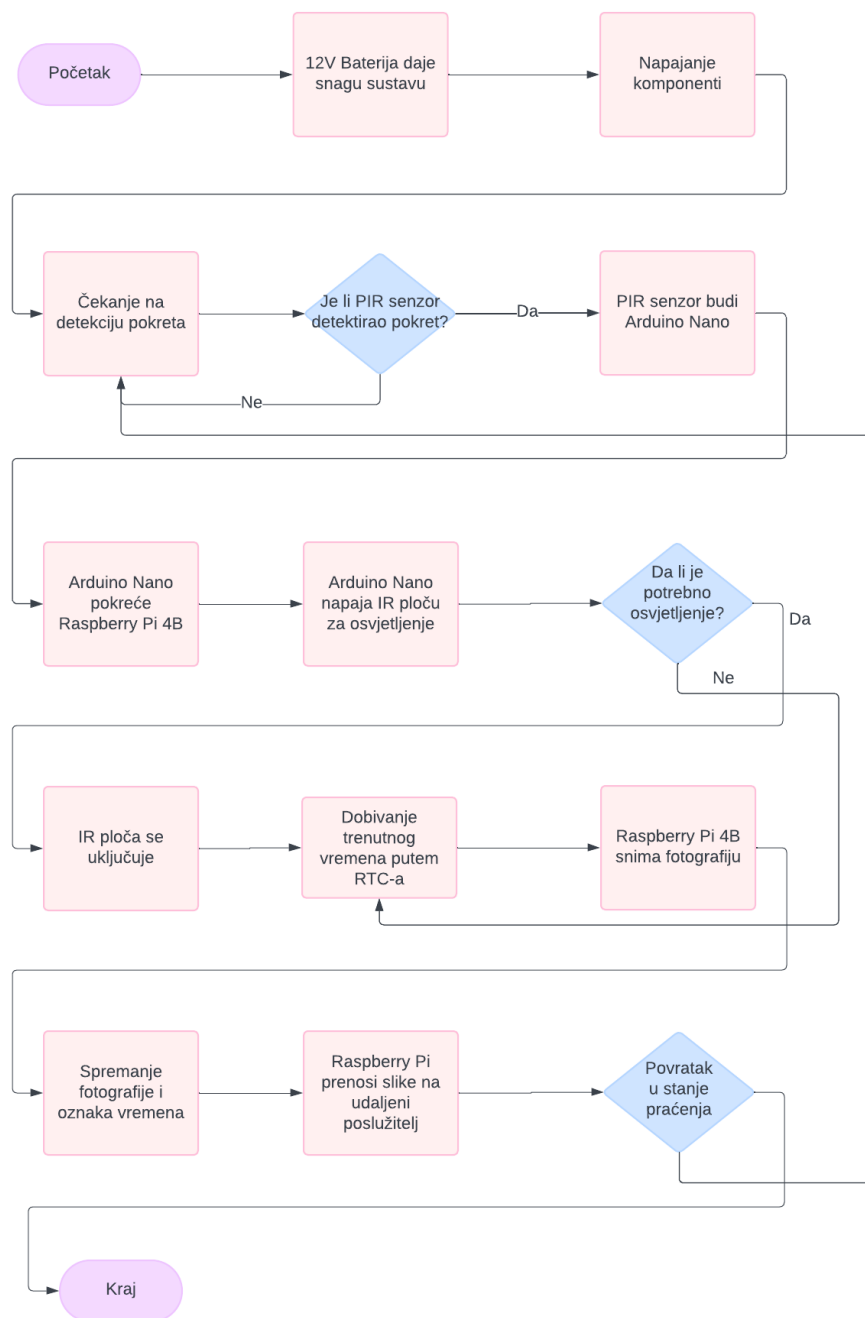 Početak
12V Baterija daje
snagu sustavu
Napajanje
komponenti
Čekanje na
detekciju pokreta
Je li PIR senzor
detektirao pokret?
Da
PIR senzor budi
Arduino Nano
Ne
Arduino Nano
pokreće
Raspberry Pi 4B
Arduino Nano
napaja IR ploču
za osvjetljenje
Da li je
potrebno
osvjetljenje?
Da
Ne
IR ploča se
uključuje
Dobivanje
trenutnog
vremena putem
RTC-a
Raspberry Pi 4B
snima fotografiju
Spremanje
fotografije i
oznaka vremena
Raspberry Pi
prenosi slike na
udaljeni
poslužitelj
Povratak
u stanje
praćenja
Kraj